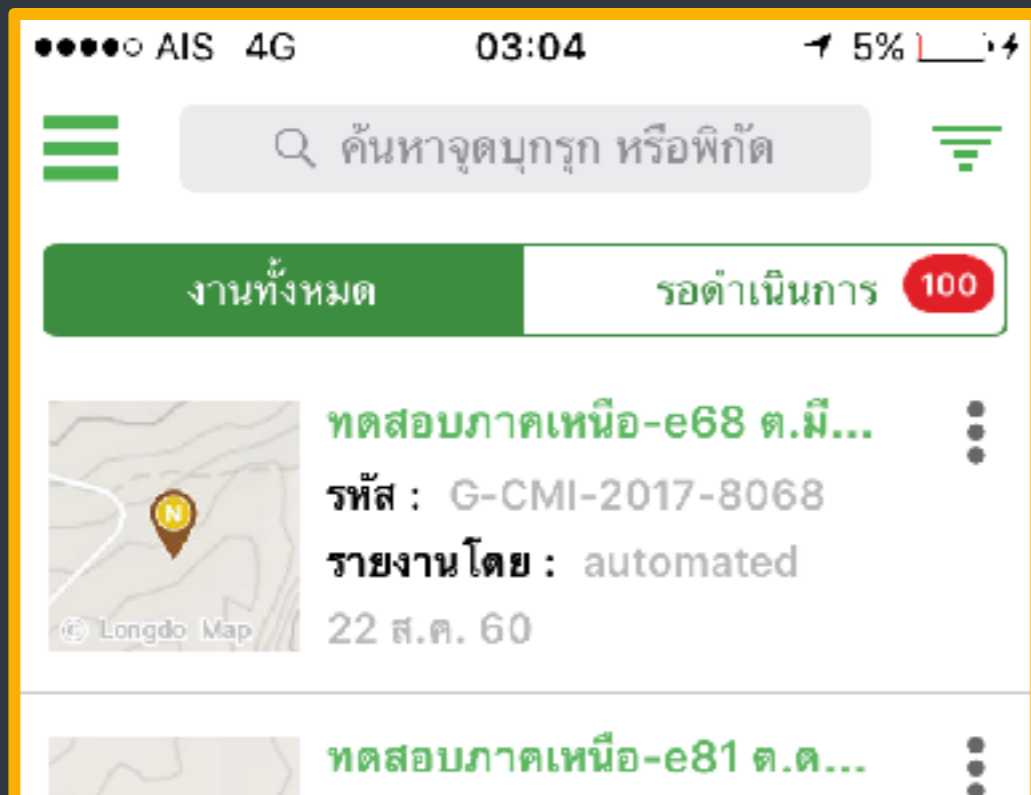 AIS 4G 03:04 5%
ค้นหาจุดบุกรุก หรือพิกัด
งานทั้งหมด รอดำเนินการ 100
ทดสอบภาคเหนือ-e68 ต.มี...
รหัส : G-CMI-2017-8068
N
รายงานโดย : automated
© Longdo Map 22 ส.ค. 60
ทดสอบภาคเหนือ-e81 ต.ด...